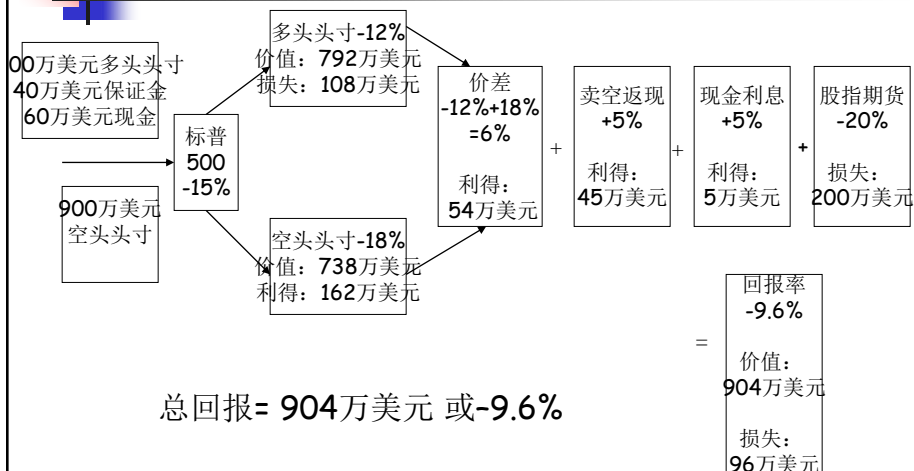 00万美元多头头寸
40万美元保证金
60万美元现金
900万美元
空头头寸
标普
500
-15%
多头头寸-12%
价值：792万美元
损失：108万美元
空头头寸-18%
价值：738万美元
利得：162万美元
价差
-12%+18%
=6%
利得：
54万美元
+
卖空返现
+5%
利得：
45万美元
+
现金利息
+5%
利得：
5万美元
+
股指期货
-20%
损失：
200万美元
=
回报率
-9.6%
价值：
904万美元
损失：
96万美元
总回报= 904万美元 或-9.6%